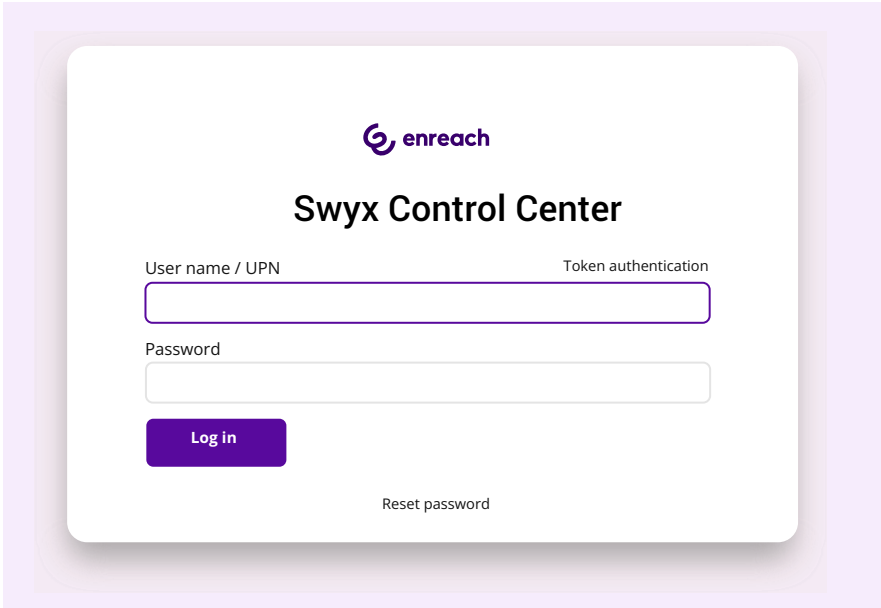 enreach
Swyx Control Center
User name / UPN
Token authentication
Password
Log in
Reset password